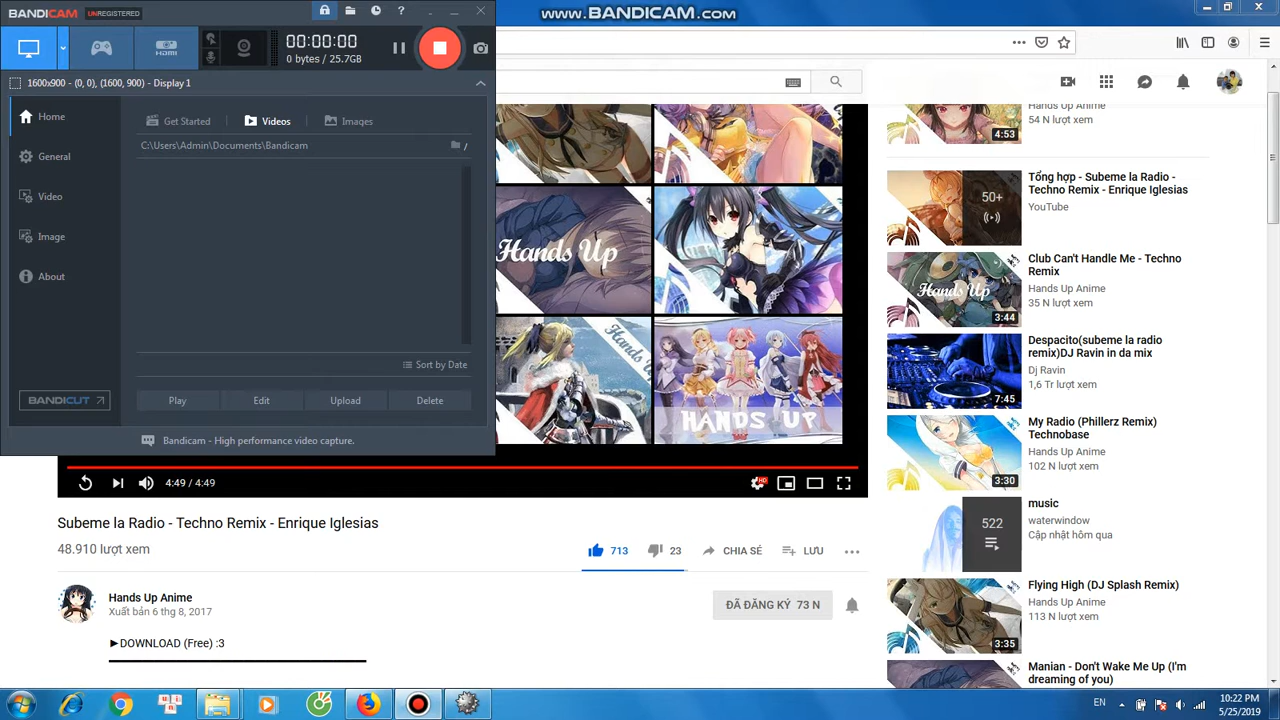 BANDICAM UNREGISTERED
www.BANDICAM.com
HDMI
00:00:00
0 bytes / 25.7GB
1600x900 - (0, 0), (1600, 900) - Display 1
Home
General
Video
Image
About
BANDICUT
Get Started
Videos
Images
C:\Users\Admin\Documents\Bandicam
Sort by Date
Play
Edit
Upload
Delete
Bandicam - High performance video capture.
Hands Up
HANDS UP
4:49 / 4:49
HD
Subeme la Radio - Techno Remix - Enrique Iglesias
48.910 lượt xem
713
23
CHIA SẺ
LƯU
Hands Up Anime
Xuất bản 6 thg 8, 2017
ĐÃ ĐĂNG KÝ 73 N
►DOWNLOAD (Free) :3
Hands Up Anime
54 N lượt xem
4:53
50+
Tổng hợp - Subeme la Radio -
Techno Remix - Enrique Iglesias
YouTube
Hands Up
3:44
Club Can't Handle Me - Techno
Remix
Hands Up Anime
35 N lượt xem
7:45
Despacito(subeme la radio
remix)DJ Ravin in da mix
Dj Ravin
1,6 Tr lượt xem
3:30
My Radio (Phillerz Remix)
Technobase
Hands Up Anime
102 N lượt xem
522
music
waterwindow
Cập nhật hôm qua
3:35
Flying High (DJ Splash Remix)
Hands Up Anime
113 N lượt xem
Manian - Don't Wake Me Up (I'm
dreaming of you)
EN
10:22 PM
5/25/2019